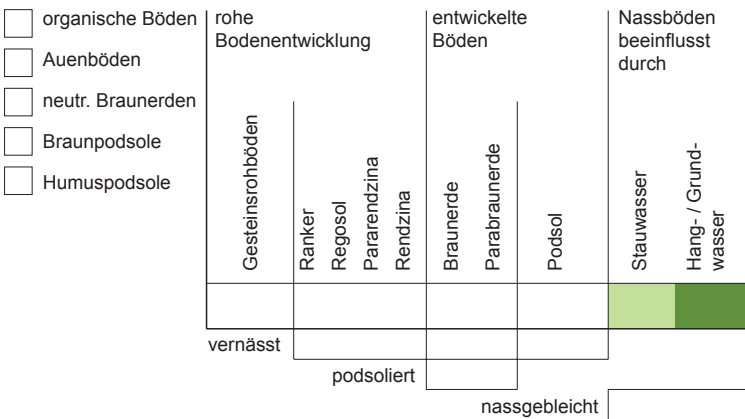 organische Böden
Auenböden
neutr. Braunerden
Braunpodsole
Humuspodsole
rohe
Bodenentwicklung
entwickelte
Böden
Nassböden
beeinflusst
durch
Gesteinsrohböden
Ranker
Regosol
Pararendzina
Rendzina
Braunerde
Parabraunerde
Podsol
Stauwasser
Hang- / Grund-
wasser
vernässt
podsoliert
nassgebleicht